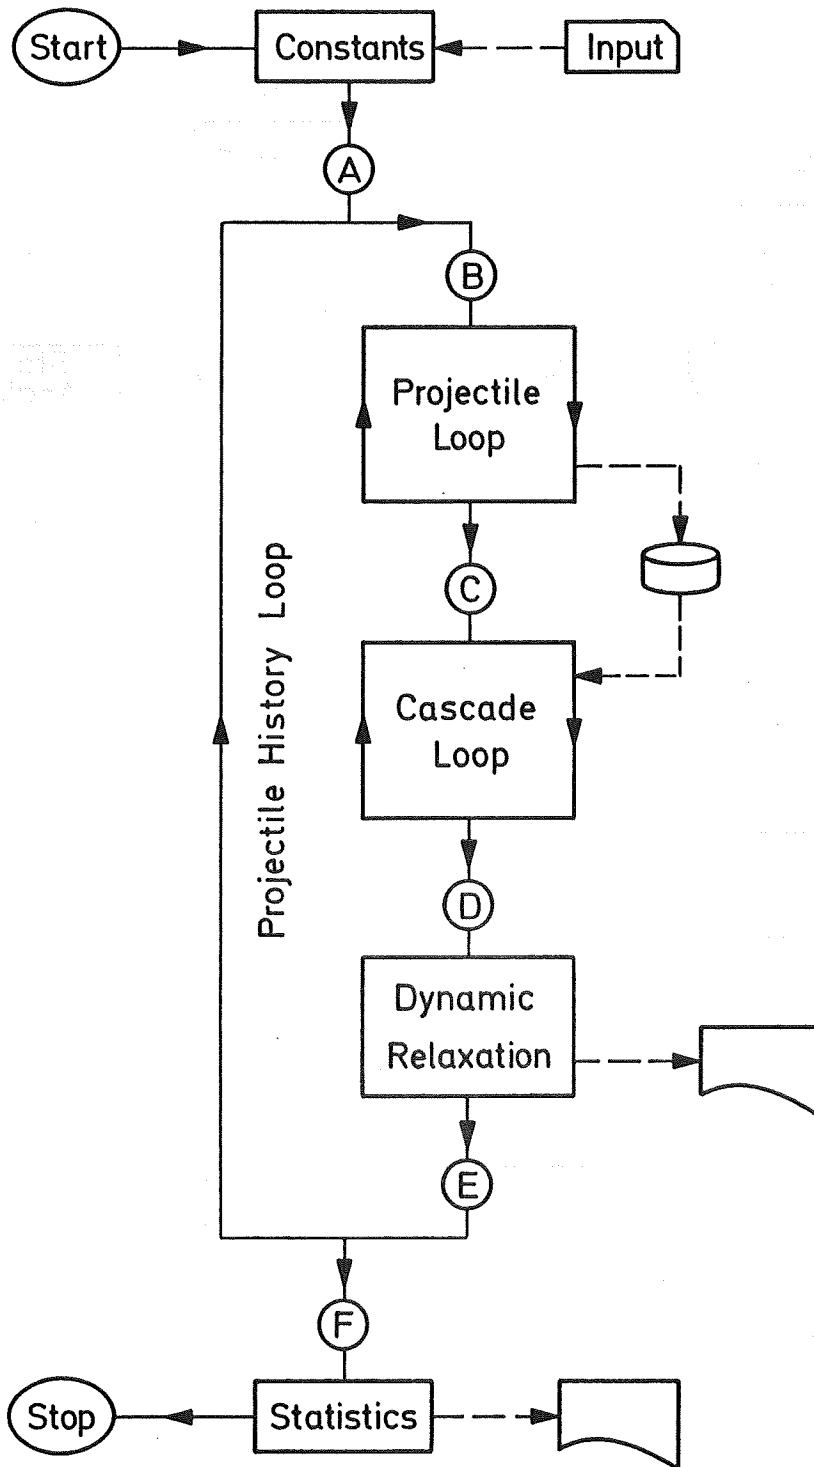 Start
Constants
Input
A
B
Projectile
Loop
C
Cascade
Loop
Projectile History Loop
D
Dynamic
Relaxation
E
F
Stop
Statistics